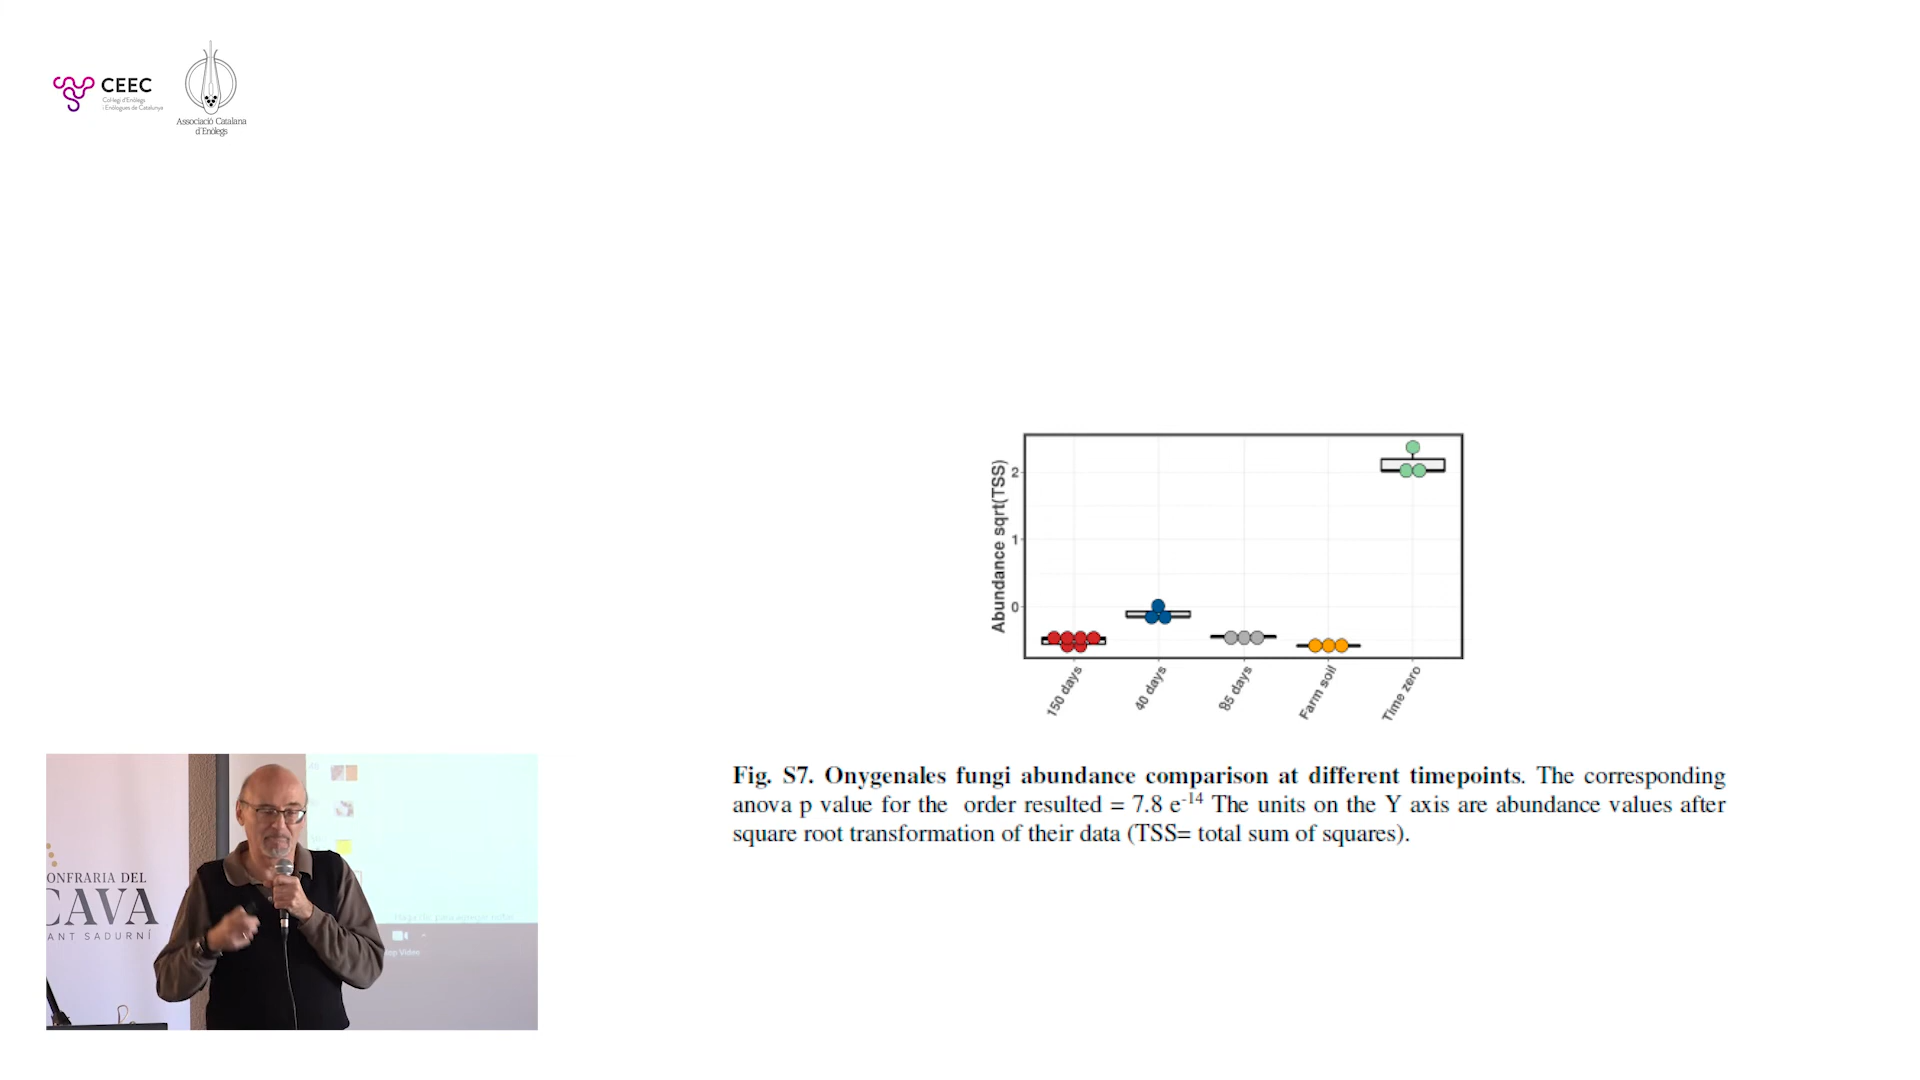 CEEC
Col·legi d'Enòlegs
i Enòlogues de Catalunya
Associació Catalana
d'Enòlegs
Abundance sqrt(TSS)
2
1
0
150 days
40 days
85 days
Farm soil
Time zero
Fig. S7. Onygenales fungi abundance comparison at different timepoints. The corresponding
anova p value for the order resulted = 7.8 e-14 The units on the Y axis are abundance values after
square root transformation of their data (TSS= total sum of squares).
ONFRARIA DEL
CAVA
ANT SADURNÍ